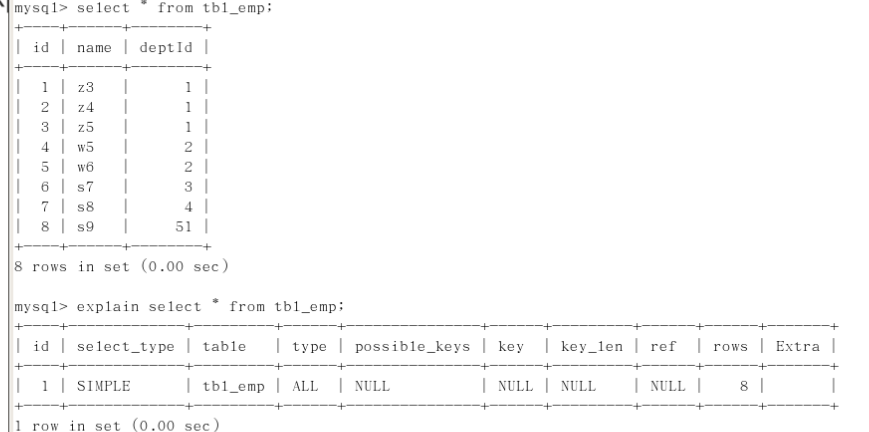 mysql> select * from tbl_emp;
+----+------+--------+
| id | name | deptId |
+----+------+--------+
| 1 | z3 | 1 |
| 2 | z4 | 1 |
| 3 | z5 | 1 |
| 4 | w5 | 2 |
| 5 | w6 | 2 |
| 6 | s7 | 3 |
| 7 | s8 | 4 |
| 8 | s9 | 51 |
+----+------+--------+
8 rows in set (0.00 sec)
mysql> explain select * from tbl_emp;
+----+-------------+---------+------+---------------+------+---------+------+------+-------+
| id | select_type | table | type | possible_keys | key | key_len | ref | rows | Extra |
+----+-------------+---------+------+---------------+------+---------+------+------+-------+
| 1 | SIMPLE | tbl_emp | ALL | NULL | NULL | NULL | NULL | 8 | |
+----+-------------+---------+------+---------------+------+---------+------+------+-------+
1 row in set (0.00 sec)